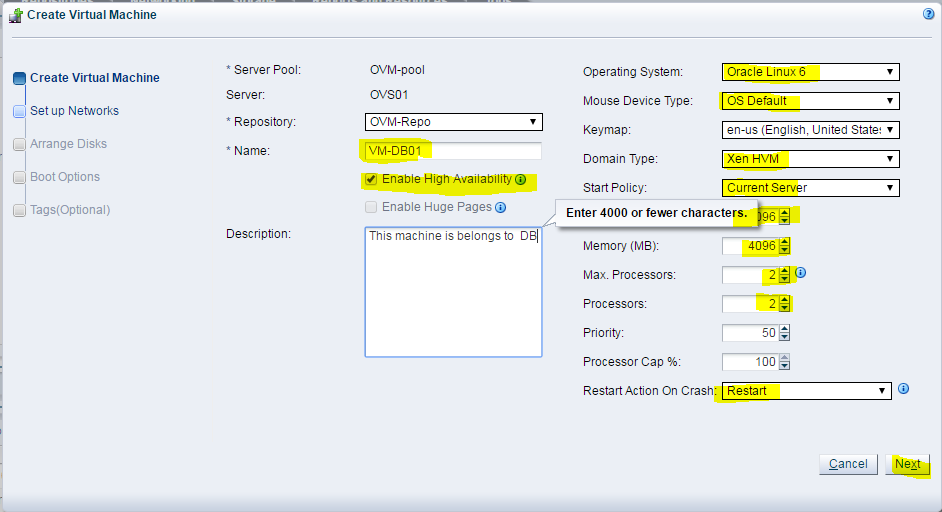 Create Virtual Machine
Create Virtual Machine
Set up Networks
Arrange Disks
Boot Options
Tags(Optional)
* Server Pool: OVM-pool
Server: OVS01
* Repository: OVM-Repo
* Name: VM-DB01
Enable High Availability
Enable Huge Pages
Description: This machine is belongs to DB
Enter 4000 or fewer characters.
Operating System: Oracle Linux 6
Mouse Device Type: OS Default
Keymap: en-us (English, United States
Domain Type: Xen HVM
Start Policy: Current Server
096
Memory (MB): 4096
Max. Processors: 2
Processors: 2
Priority: 50
Processor Cap %: 100
Restart Action On Crash: Restart
Cancel
Next